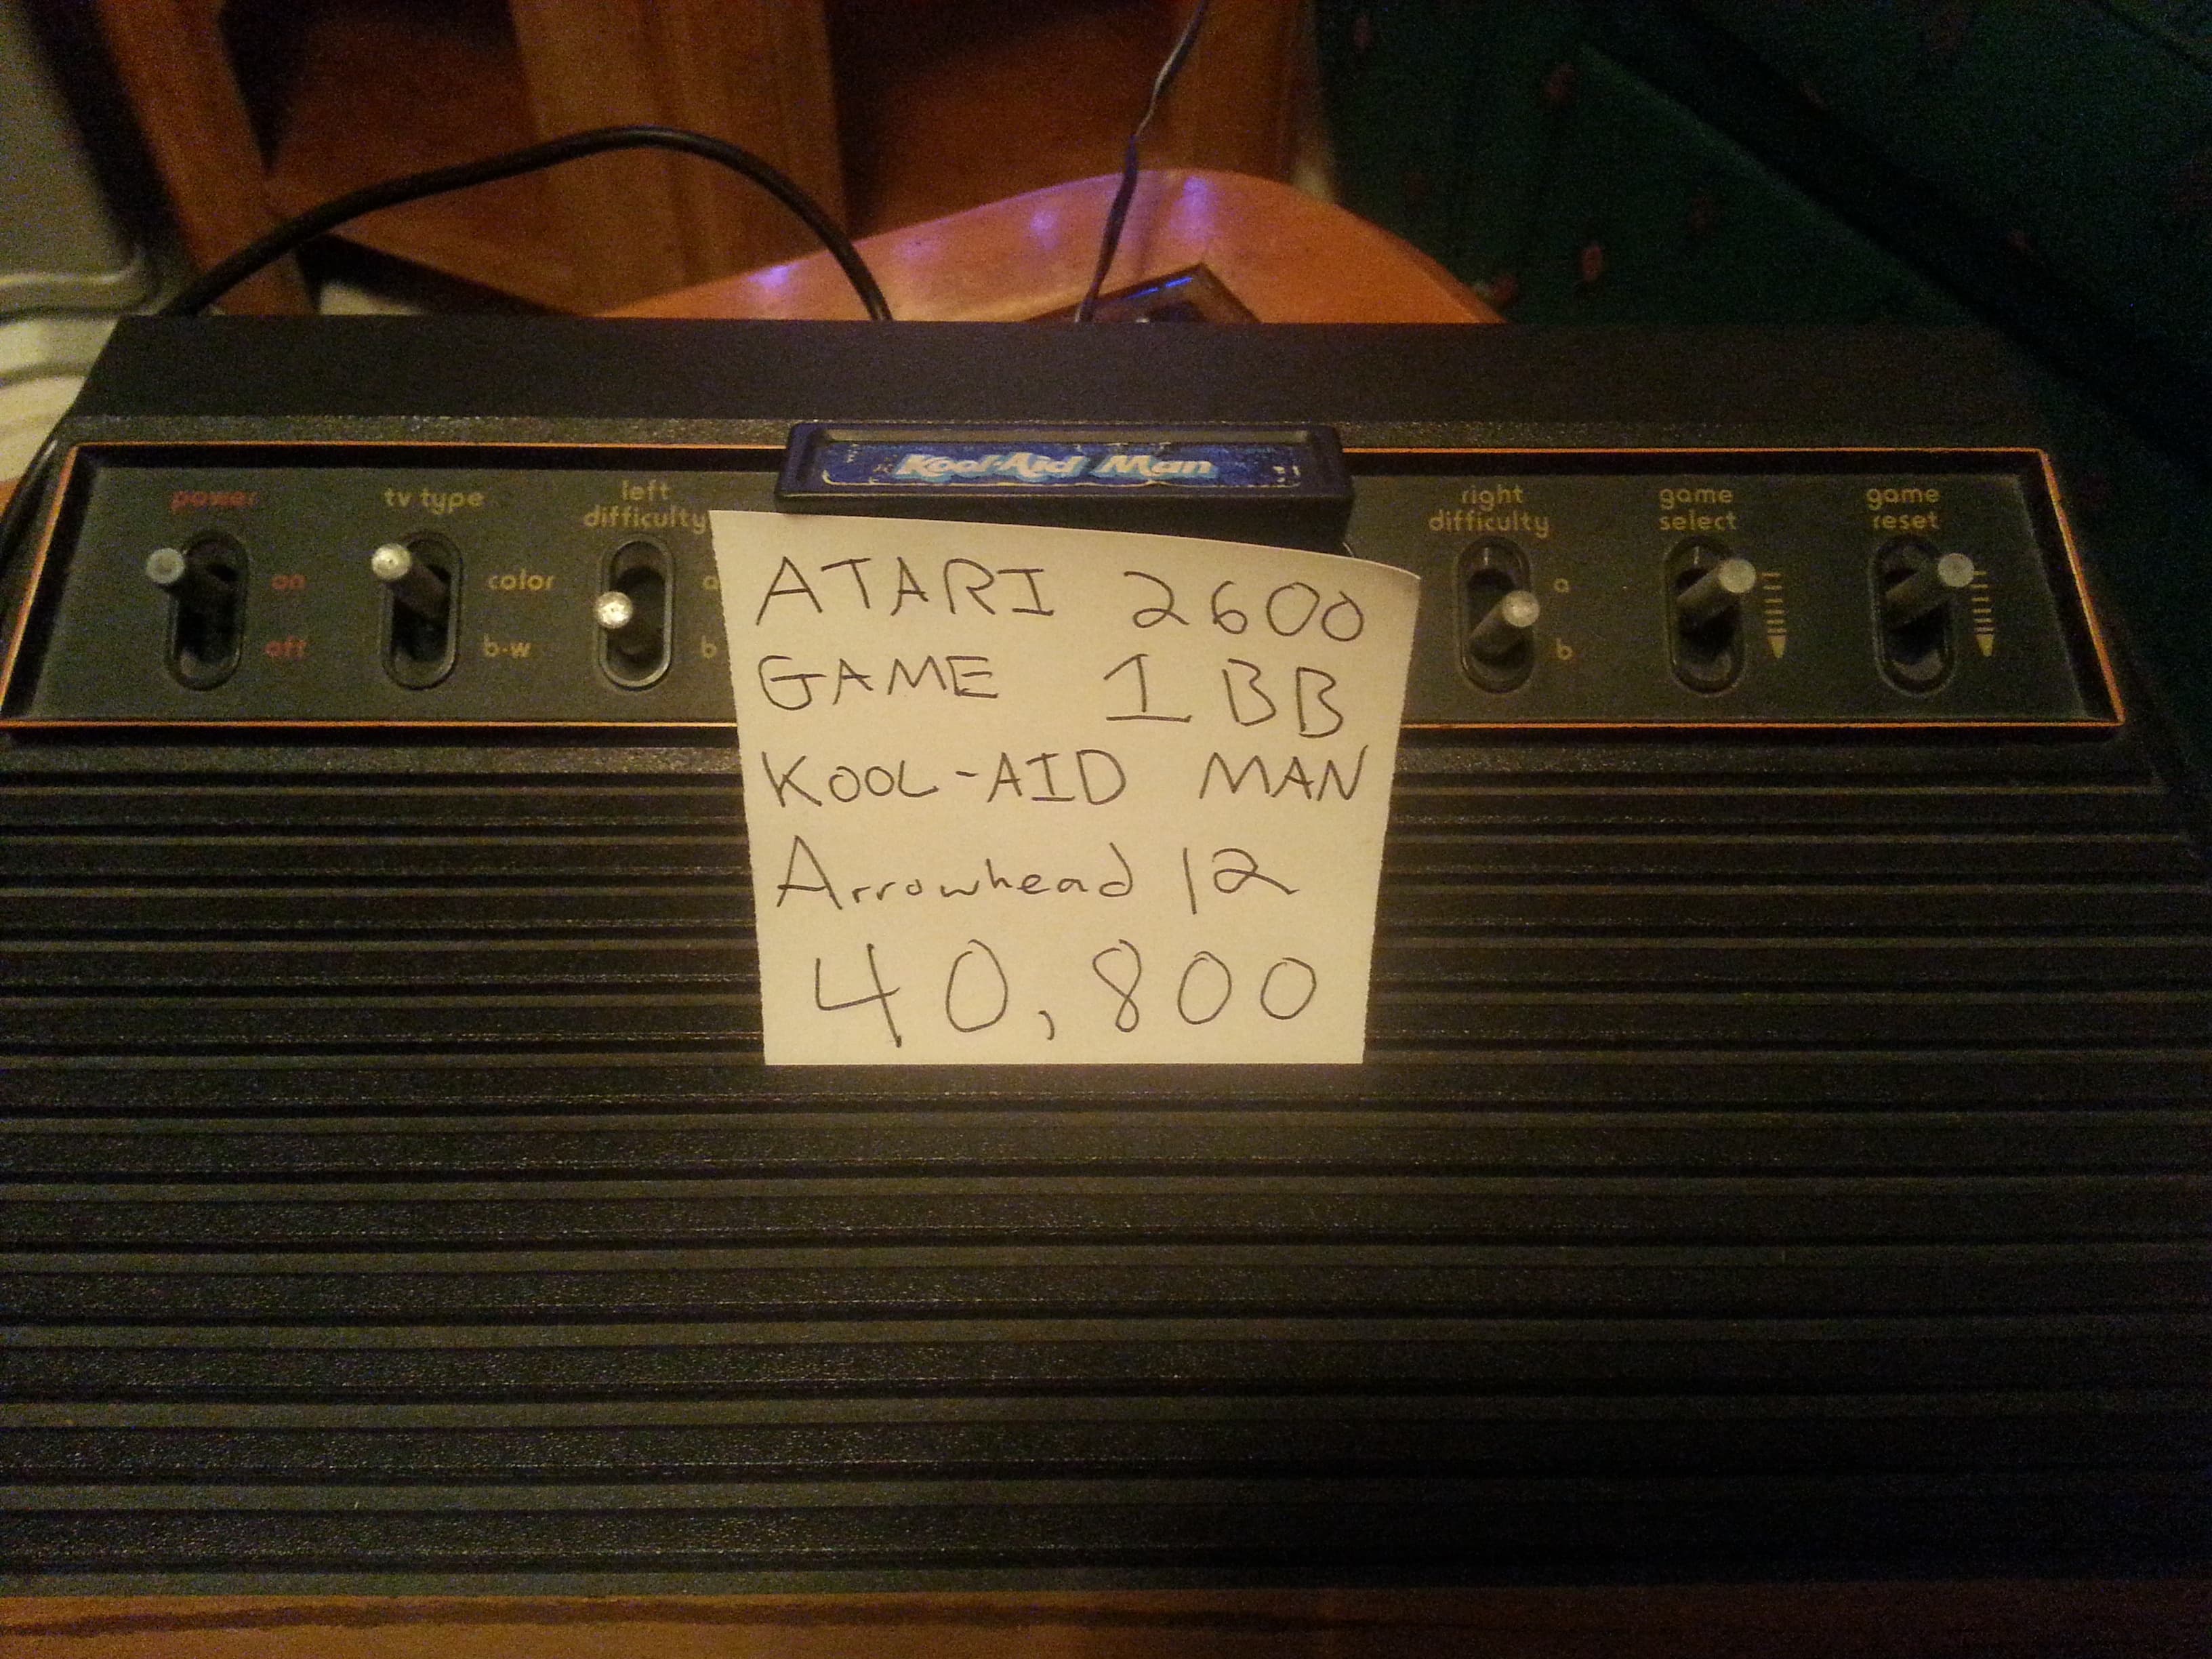 Kool-Aid Man
power
on
off
tv type
color
b-w
left
difficulty
a
b
right
difficulty
a
b
game
select
game
reset
ATARI 2600
GAME 1 BB
KOOL-AID MAN
Arrowhead 12
40,800